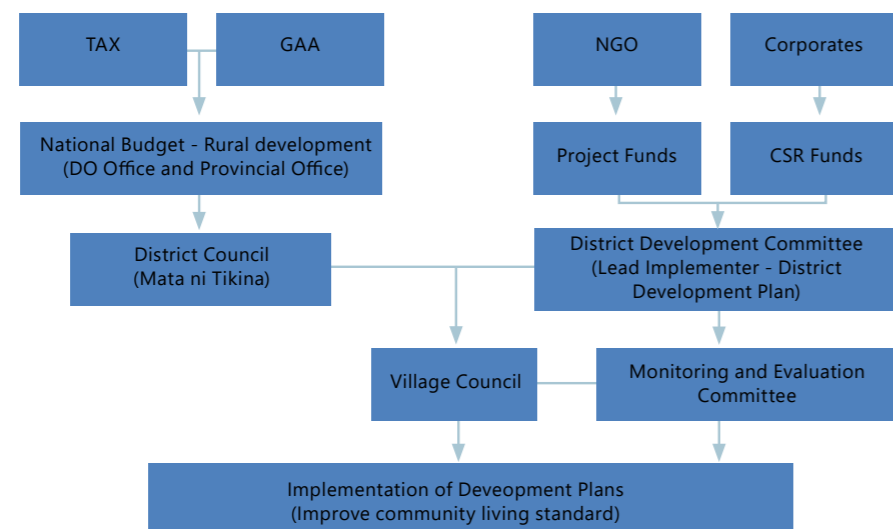 TAX
GAA
NGO
Corporates
National Budget - Rural development
(DO Office and Provincial Office)
Project Funds
CSR Funds
District Council
(Mata ni Tikina)
District Development Committee
(Lead Implementer - District
Development Plan)
Village Council
Monitoring and Evaluation
Committee
Implementation of Deveopment Plans
(Improve community living standard)